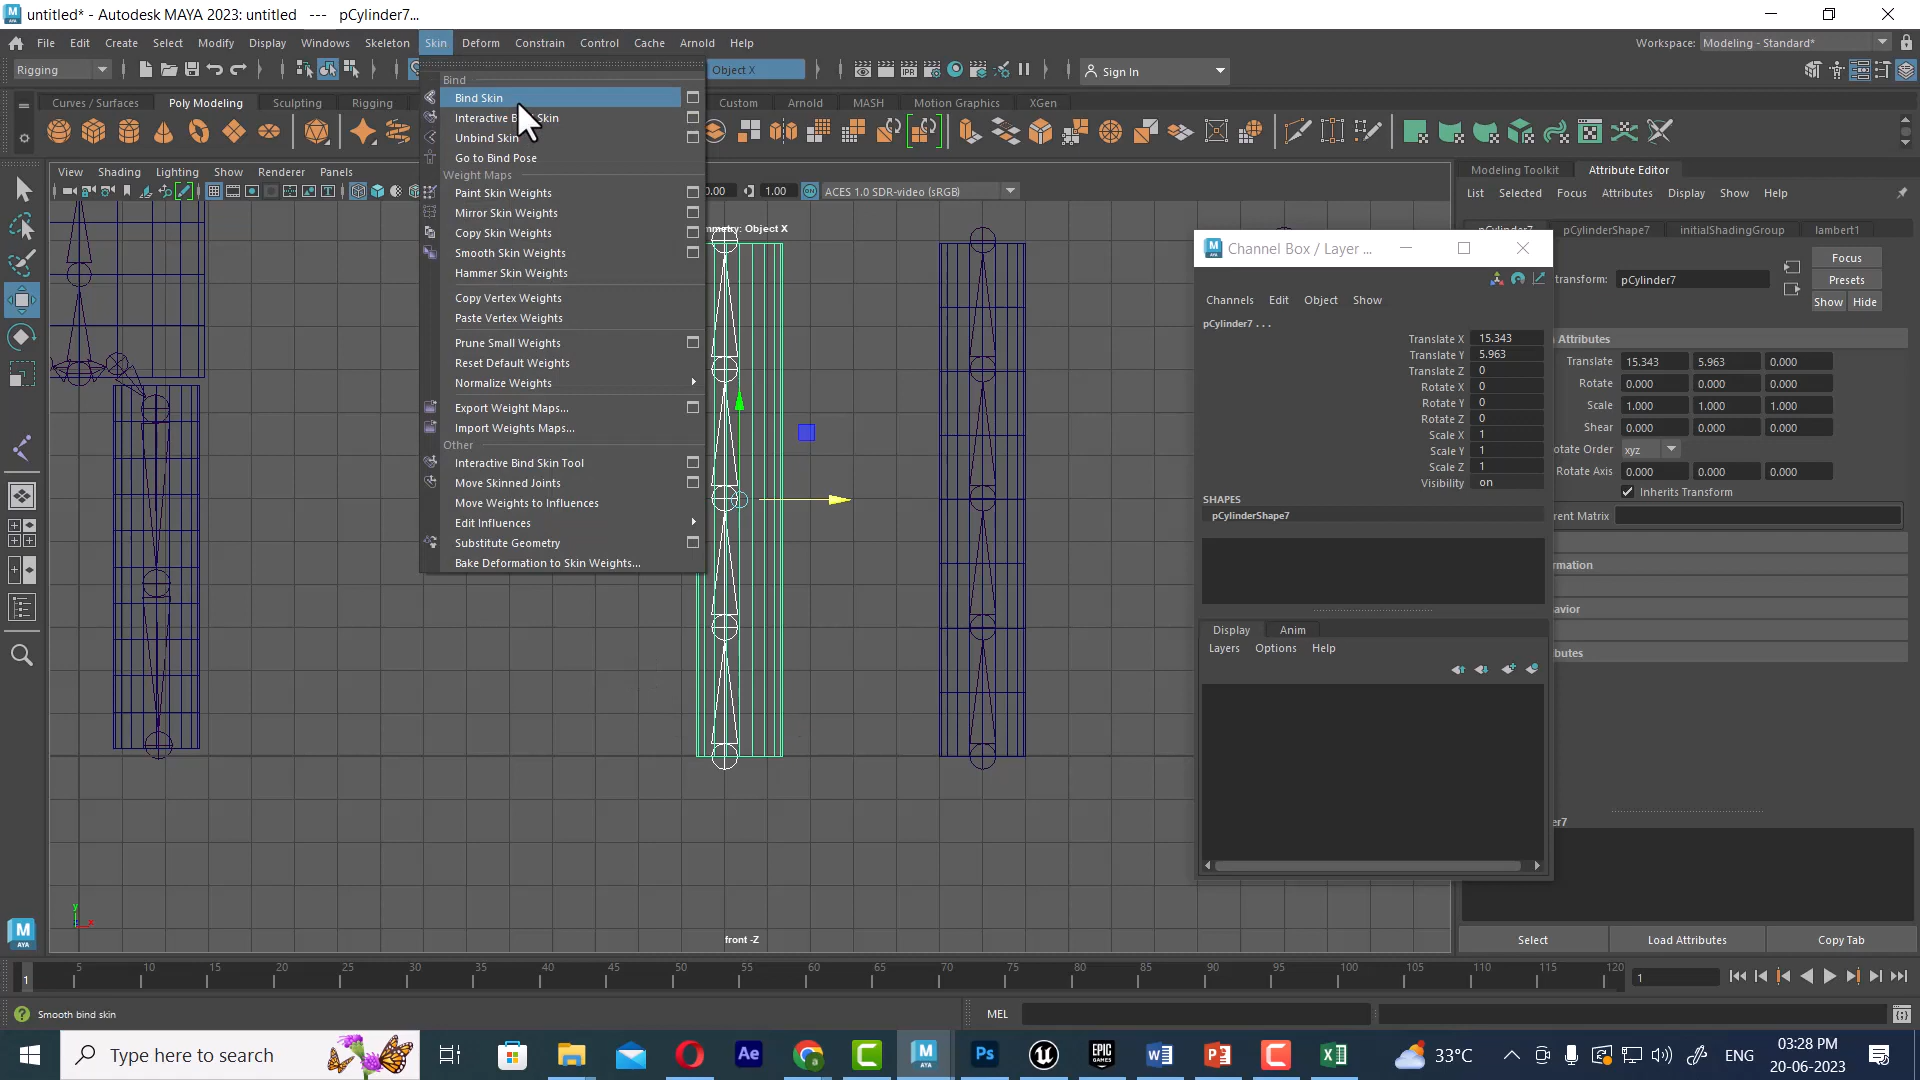 untitled* - Autodesk MAYA 2023: untitled --- pCylinder7...
File Edit Create Select Modify Display Windows Skeleton Skin Deform Constrain Control Cache Arnold Help
Workspace: Modeling - Standard*
Rigging
Object X
Sign In
Curves / Surfaces Poly Modeling Sculpting Rigging Custom Arnold MASH Motion Graphics XGen
Bind
Bind Skin
Interactive Bind Skin
Unbind Skin
Go to Bind Pose
Weight Maps
Paint Skin Weights
Mirror Skin Weights
Copy Skin Weights
Smooth Skin Weights
Hammer Skin Weights
Copy Vertex Weights
Paste Vertex Weights
Prune Small Weights
Reset Default Weights
Normalize Weights
Export Weight Maps...
Import Weights Maps...
Other
Interactive Bind Skin Tool
Move Skinned Joints
Move Weights to Influences
Edit Influences
Substitute Geometry
Bake Deformation to Skin Weights...
View Shading Lighting Show Renderer Panels
0.00 1.00 ACES 1.0 SDR-video (sRGB)
mmetry: Object X
front -Z
Channel Box / Layer ...
Channels Edit Object Show
pCylinder7 . . .
Translate X 15.343
Translate Y 5.963
Translate Z 0
Rotate X 0
Rotate Y 0
Rotate Z 0
Scale X 1
Scale Y 1
Scale Z 1
Visibility on
SHAPES
pCylinderShape7
Display Anim
Layers Options Help
Modeling Toolkit Attribute Editor
List Selected Focus Attributes Display Show Help
pCylinder7 pCylinderShape7 initialShadingGroup lambert1
transform: pCylinder7
Focus
Presets
Show Hide
Attributes
Translate 15.343 5.963 0.000
Rotate 0.000 0.000 0.000
Scale 1.000 1.000 1.000
Shear 0.000 0.000 0.000
otate Order xyz
Rotate Axis 0.000 0.000 0.000
Inherits Transform
rent Matrix
rmation
avior
butes
er7
Select Load Attributes Copy Tab
1 5 10 15 20 25 30 35 40 45 50 55 60 65 70 75 80 85 90 95 100 105 110 115 120
1
Smooth bind skin
MEL
Type here to search
33°C
ENG
03:28 PM
20-06-2023